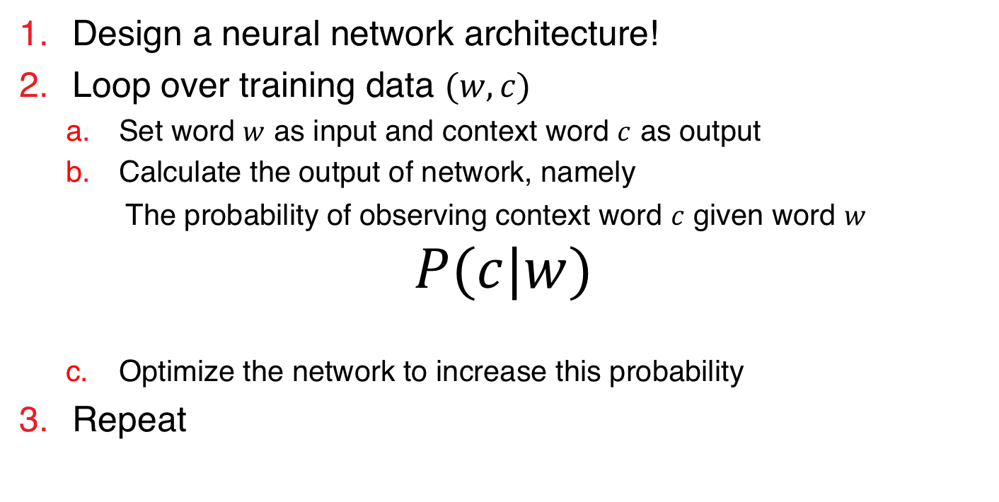 1. Design a neural network architecture!
2. Loop over training data (w, c)
a. Set word w as input and context word c as output
b. Calculate the output of network, namely
The probability of observing context word c given word w
P(c|w)
c. Optimize the network to increase this probability
3. Repeat